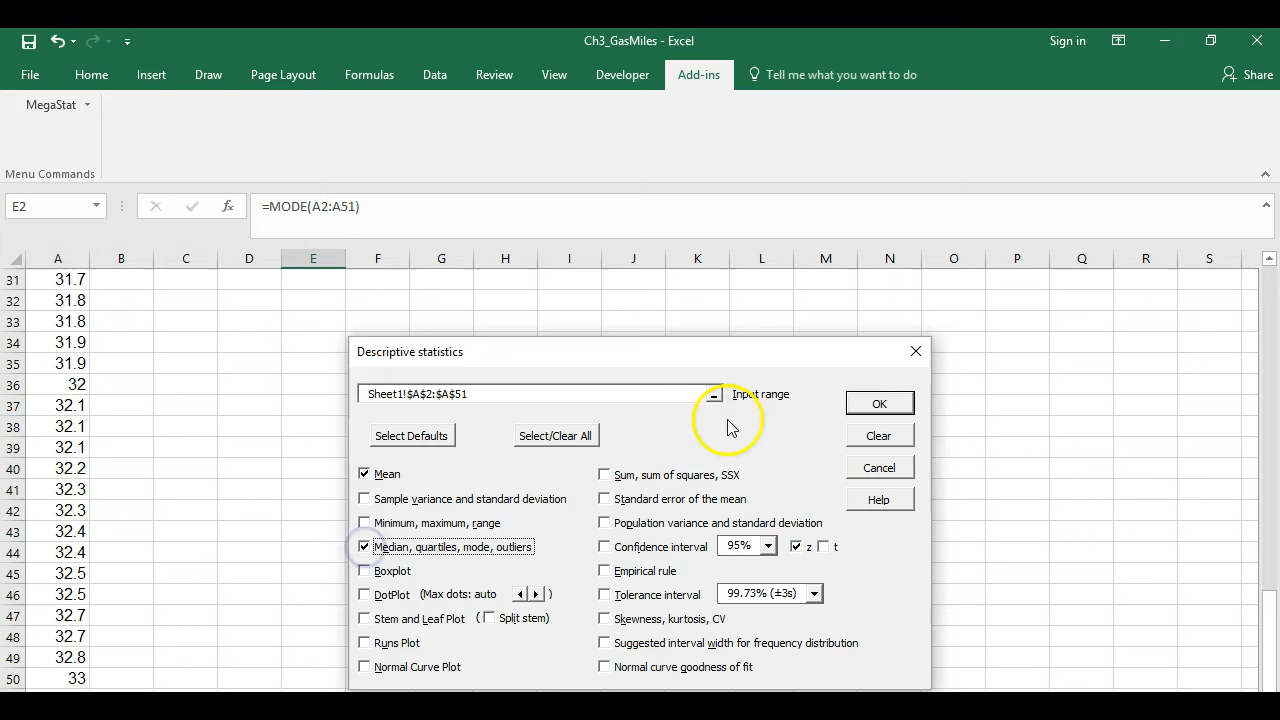 Ch3_GasMiles - Excel
Sign in
File Home Insert Draw Page Layout Formulas Data Review View Developer Add-ins Tell me what you want to do Share
MegaStat
Menu Commands
E2 fx =MODE(A2:A51)
A B C D E F G H I J K L M N O P Q R S
31 31.7
32 31.8
33 31.8
34 31.9
35 31.9
36 32
37 32.1
38 32.1
39 32.1
40 32.2
41 32.3
42 32.3
43 32.4
44 32.4
45 32.5
46 32.5
47 32.7
48 32.7
49 32.8
50 33
Descriptive statistics
Sheet1!$A$2:$A$51 Input range OK
Select Defaults Select/Clear All Clear
Cancel
Help
Mean
Sample variance and standard deviation
Minimum, maximum, range
Median, quartiles, mode, outliers
Boxplot
DotPlot (Max dots: auto )
Stem and Leaf Plot ( Split stem)
Runs Plot
Normal Curve Plot
Sum, sum of squares, SSX
Standard error of the mean
Population variance and standard deviation
Confidence interval 95% z t
Empirical rule
Tolerance interval 99.73% (±3s)
Skewness, kurtosis, CV
Suggested interval width for frequency distribution
Normal curve goodness of fit